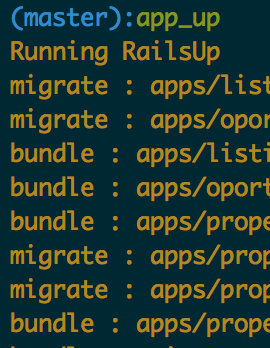 (master):app_up
Running RailsUp
migrate : apps/list
migrate : apps/opor
bundle : apps/listi
bundle : apps/oport
bundle : apps/prope
migrate : apps/prop
migrate : apps/prop
bundle : apps/prope